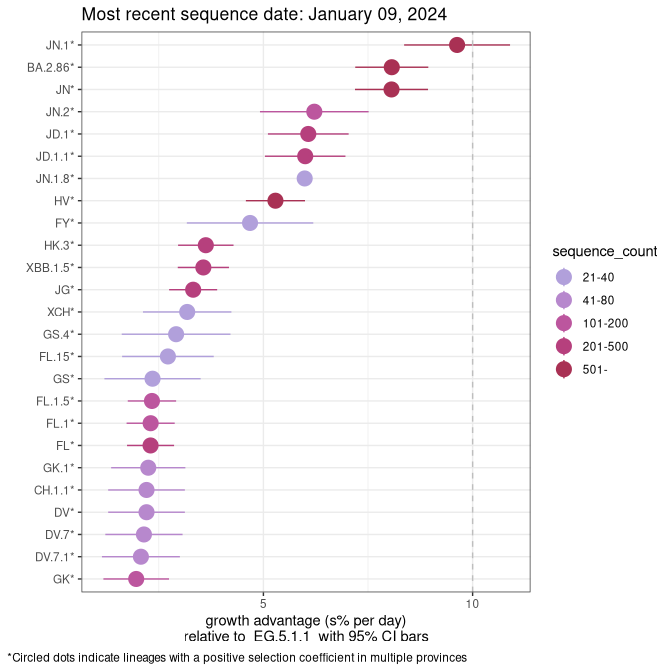 Most recent sequence date: January 09, 2024
JN.1*
BA.2.86*
JN*
JN.2*
JD.1*
JD.1.1*
JN.1.8*
HV*
FY*
HK.3*
XBB.1.5*
JG*
XCH*
GS.4*
FL.15*
GS*
FL.1.5*
FL.1*
FL*
GK.1*
CH.1.1*
DV*
DV.7*
DV.7.1*
GK*
sequence_count
21-40
41-80
101-200
201-500
501-
5 10
growth advantage (s% per day)
relative to EG.5.1.1 with 95% CI bars
*Circled dots indicate lineages with a positive selection coefficient in multiple provinces